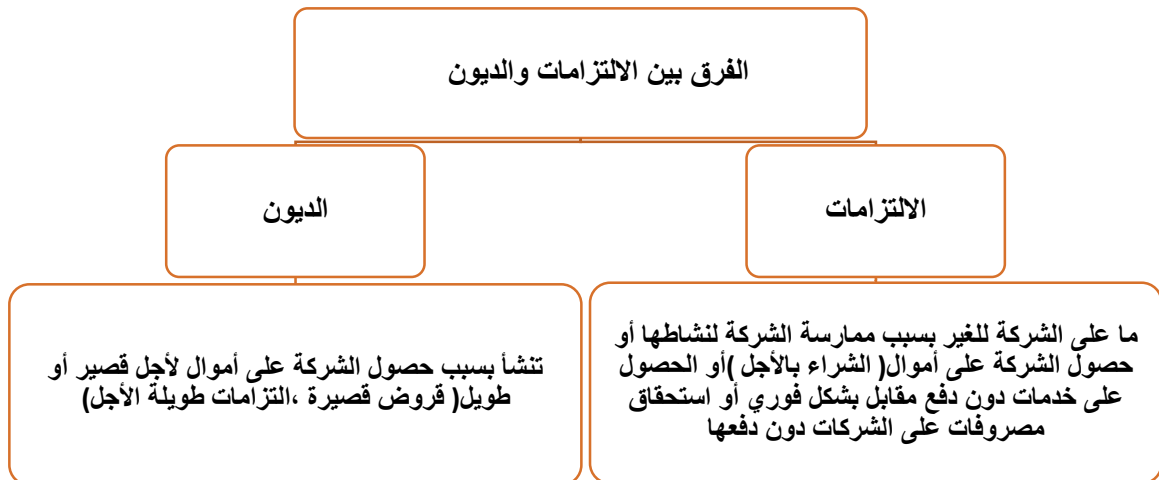 الفرق بين الالتزامات والديون
الالتزامات
ما على الشركة للغير بسبب ممارسة الشركة لنشاطها أو
حصول الشركة على أموال( الشراء بالأجل )أو الحصول
على خدمات دون دفع مقابل بشكل فوري أو استحقاق
مصروفات على الشركات دون دفعها
الديون
تنشأ بسبب حصول الشركة على أموال لأجل قصير أو
طويل( قروض قصيرة ،التزامات طويلة الأجل)